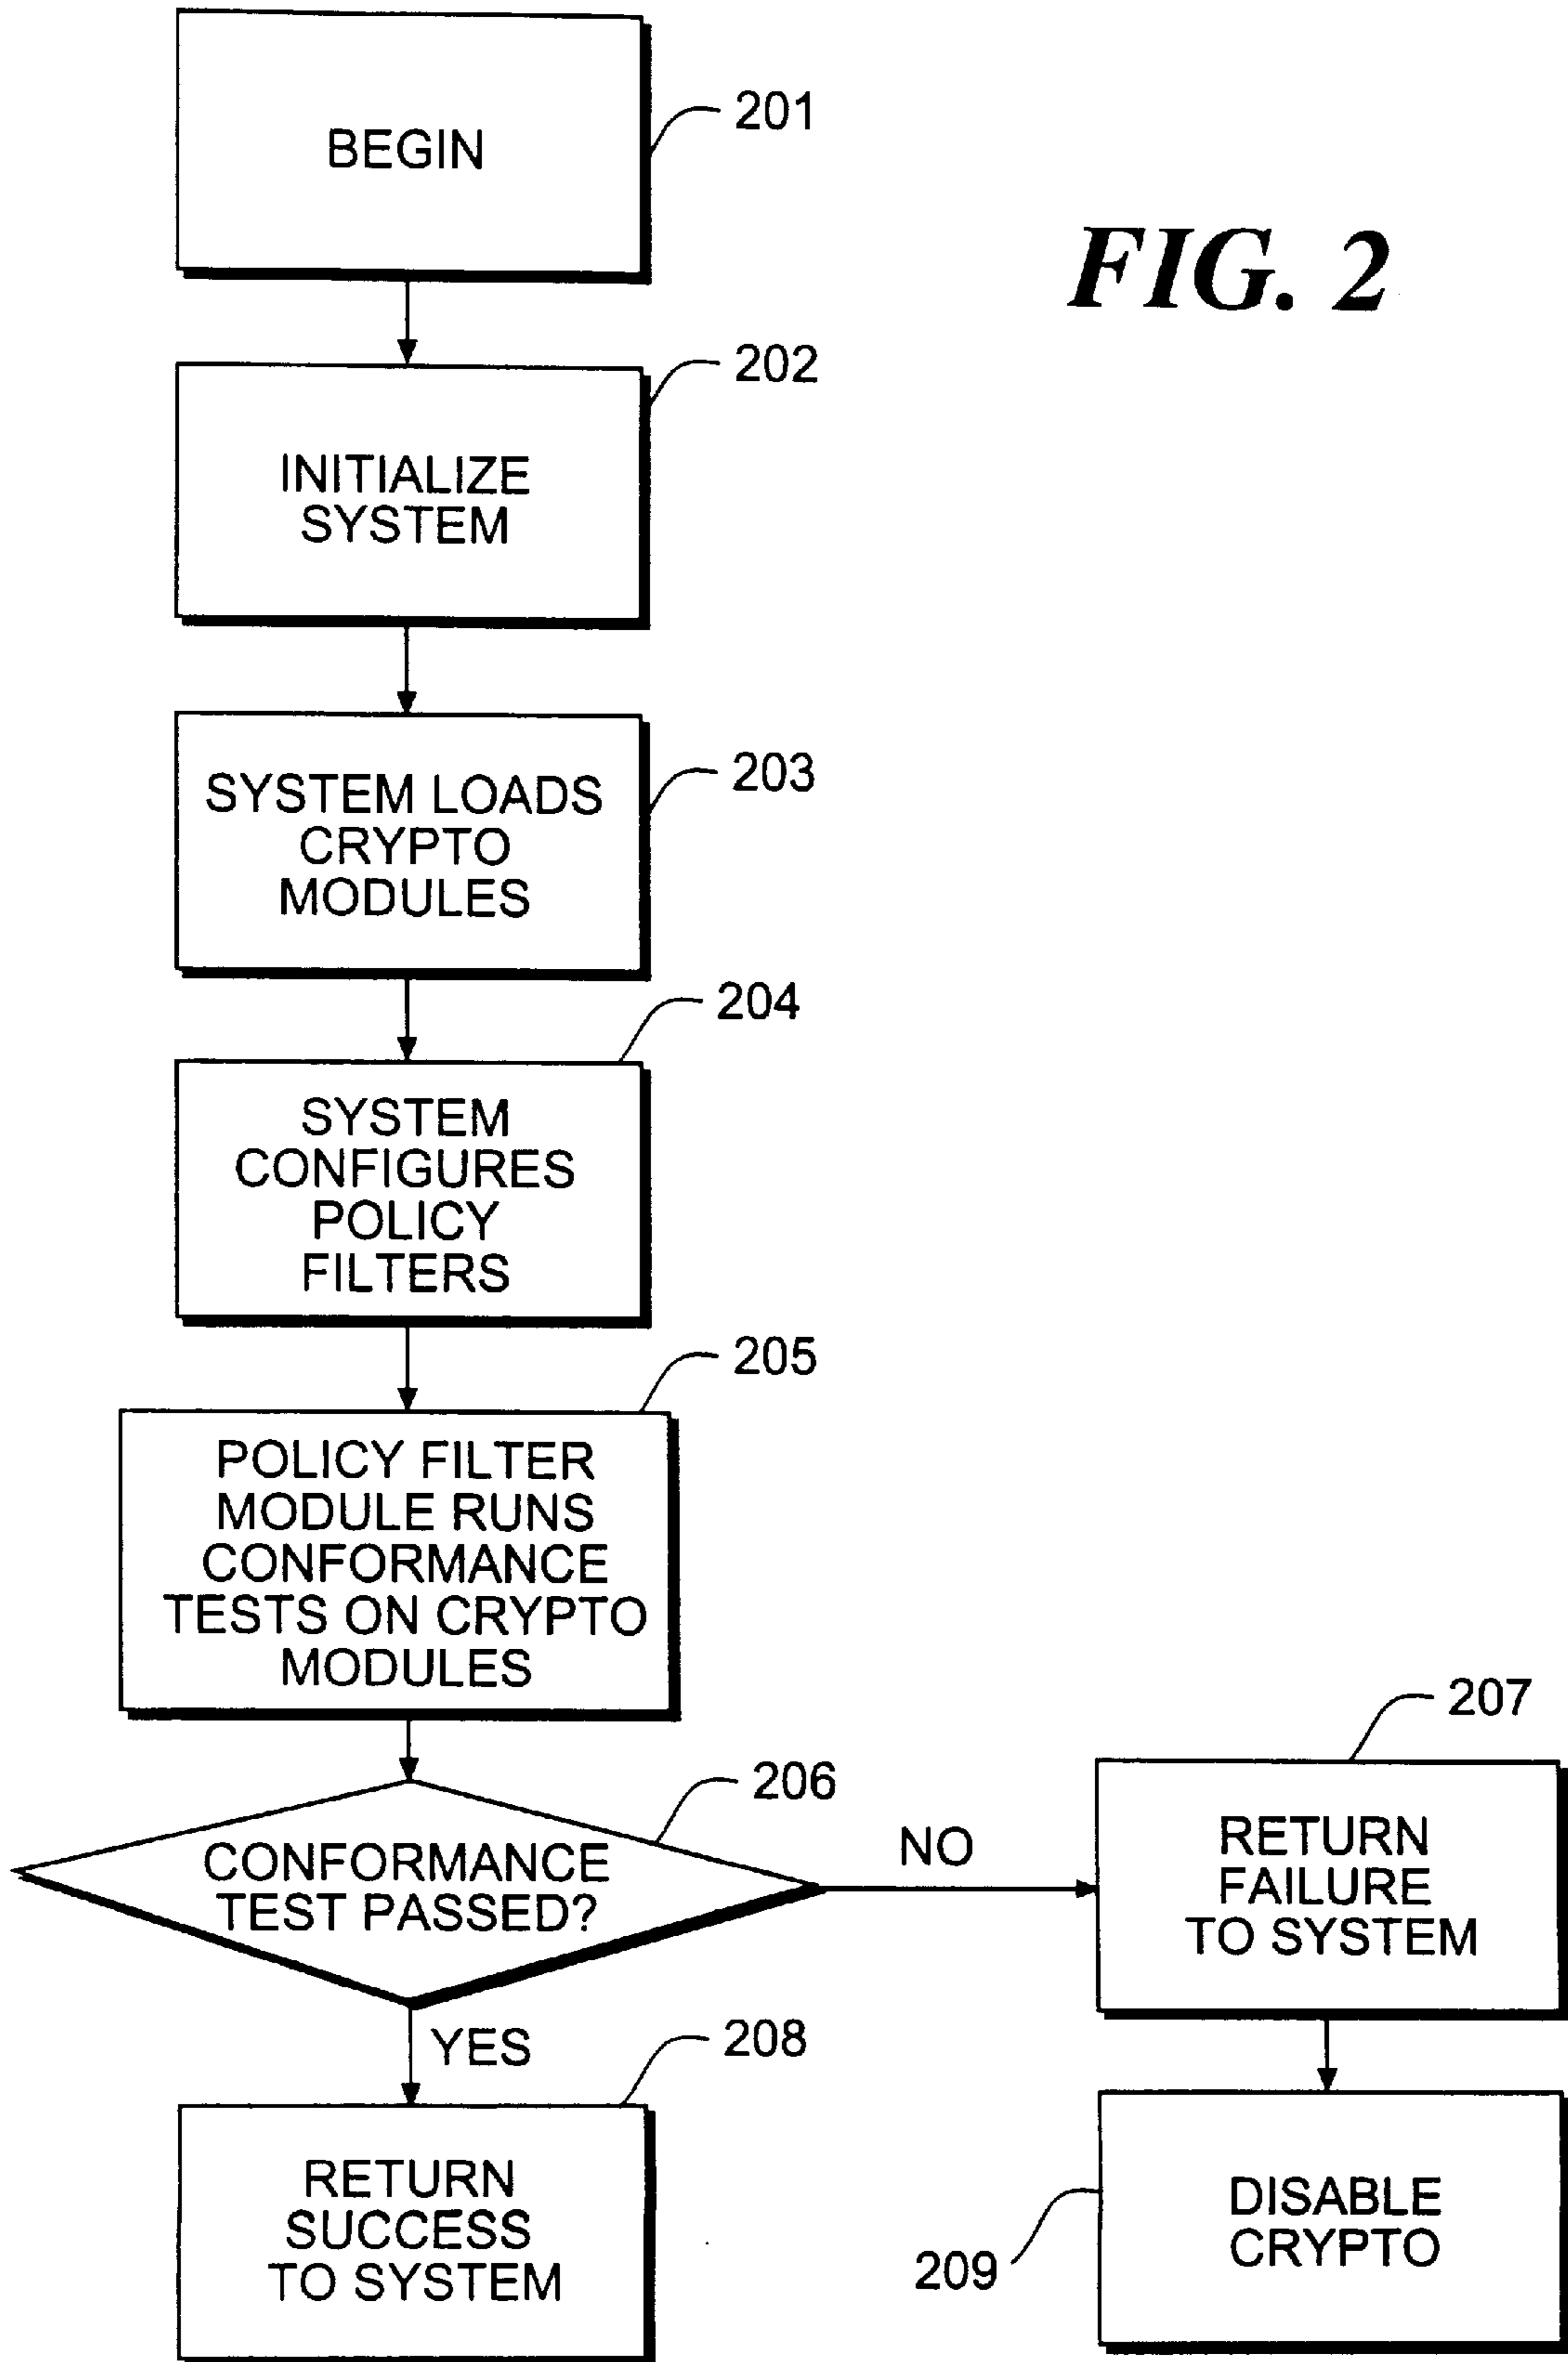 BEGIN
201
FIG. 2
202
INITIALIZE
SYSTEM
203
SYSTEM LOADS
CRYPTO
MODULES
204
SYSTEM
CONFIGURES
POLICY
FILTERS
205
POLICY FILTER
MODULE RUNS
CONFORMANCE
TESTS ON CRYPTO
MODULES
206
CONFORMANCE
TEST PASSED?
NO
207
RETURN
FAILURE
TO SYSTEM
YES
208
RETURN
SUCCESS
TO SYSTEM
209
DISABLE
CRYPTO